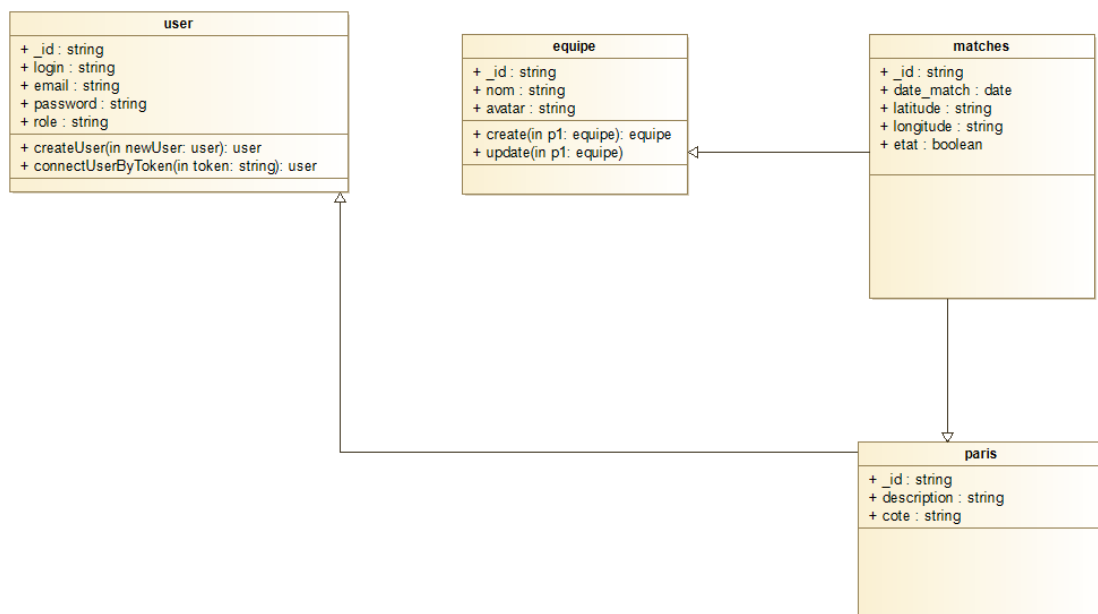 user
+ _id : string
+ login : string
+ email : string
+ password : string
+ role : string
+ createUser(in newUser: user): user
+ connectUserByToken(in token: string): user
equipe
+ _id : string
+ nom : string
+ avatar : string
+ create(in p1: equipe): equipe
+ update(in p1: equipe)
matches
+ _id : string
+ date_match : date
+ latitude : string
+ longitude : string
+ etat : boolean
paris
+ _id : string
+ description : string
+ cote : string